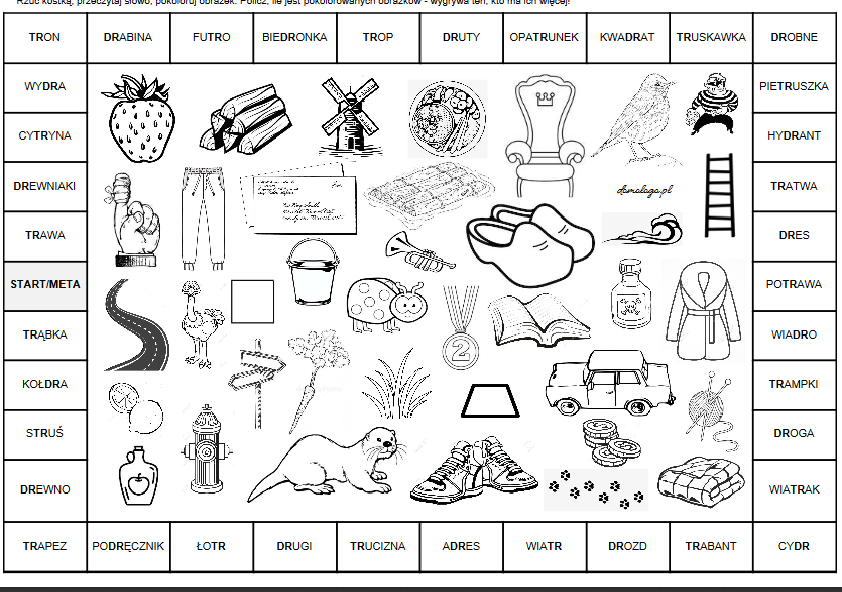 Rzuć kostką, przeczytaj słowo, pokoloruj obrazek. Policz, ile jest pokolorowanych obrazków - wygrywa ten, kto ma ich więcej!
TRON DRABINA FUTRO BIEDRONKA TROP DRUTY OPATRUNEK KWADRAT TRUSKAWKA DROBNE
WYDRA PIETRUSZKA
CYTRYNA HYDRANT
DREWNIAKI domologo.pl TRATWA
TRAWA DRES
START/META POTRAWA
TRĄBKA WIADRO
2
KOŁDRA TRAMPKI
STRUŚ DROGA
DREWNO WIATRAK
TRAPEZ PODRĘCZNIK ŁOTR DRUGI TRUCIZNA ADRES WIATR DROZD TRABANT CYDR